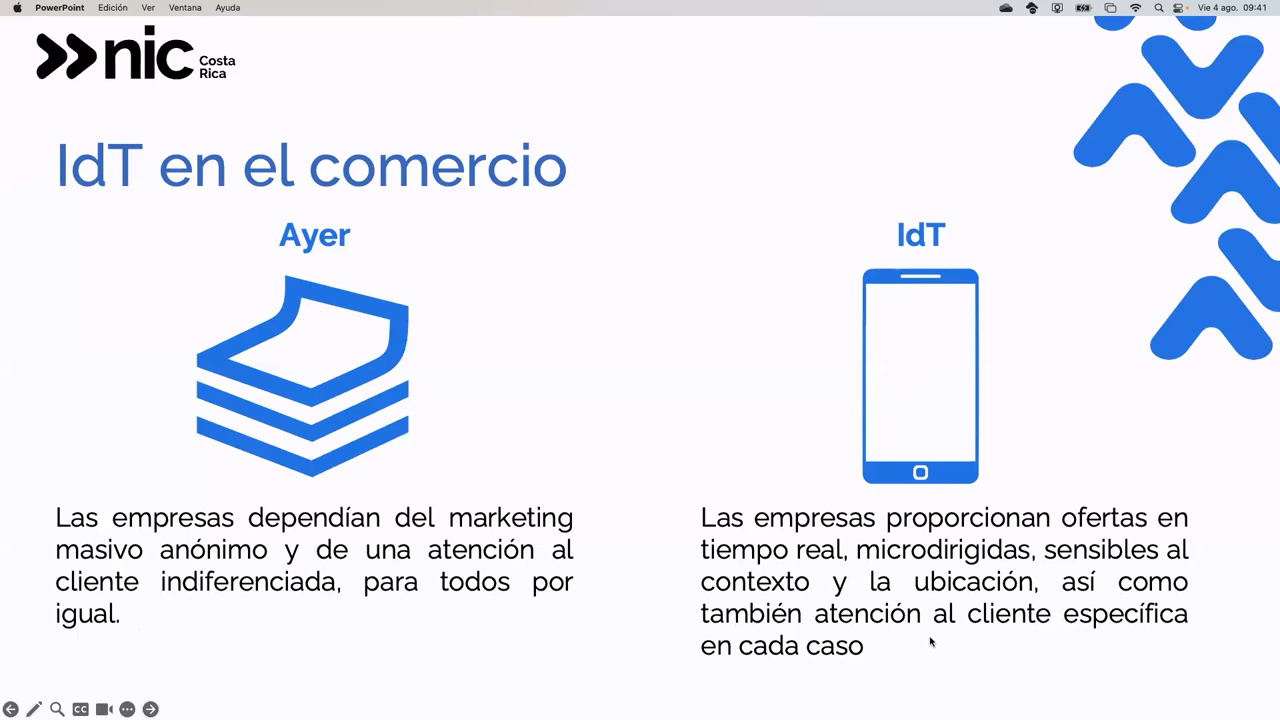 PowerPoint Edición Ver Ventana Ayuda Vie 4 ago. 09:41
nic Costa Rica
IdT en el comercio
Ayer
Las empresas dependían del marketing
masivo anónimo y de una atención al
cliente indiferenciada, para todos por
igual.
IdT
Las empresas proporcionan ofertas en
tiempo real, microdirigidas, sensibles al
contexto y la ubicación, así como
también atención al cliente específica
en cada caso
CC